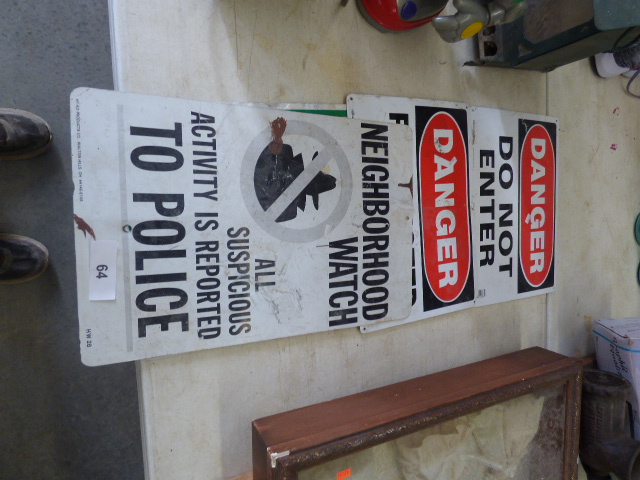 NEIGHBORHOOD
WATCH
ALL
SUSPICIOUS
ACTIVITY IS REPORTED
TO POLICE
64
DANGER
DANGER
DO NOT
ENTER